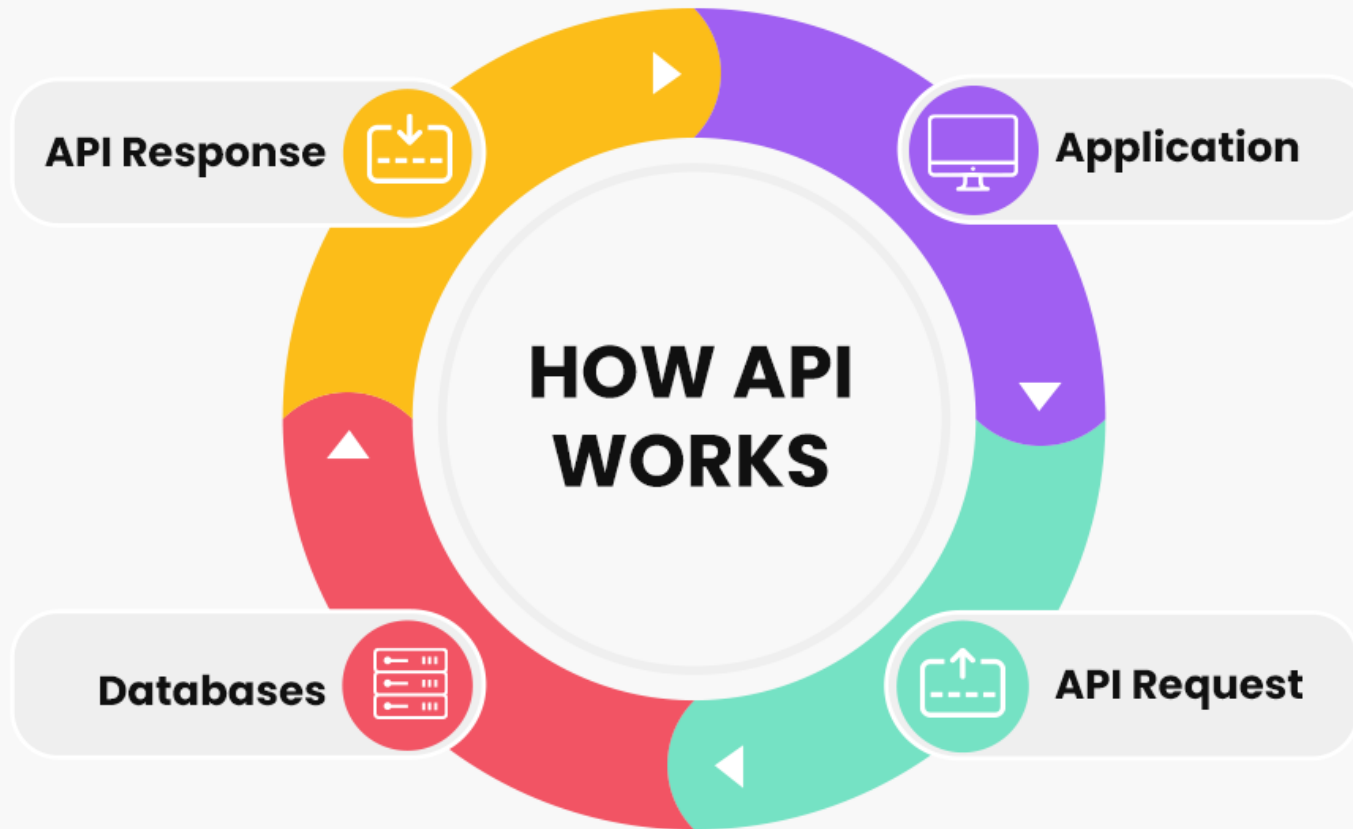 API Response
Application
HOW API
WORKS
Databases
API Request